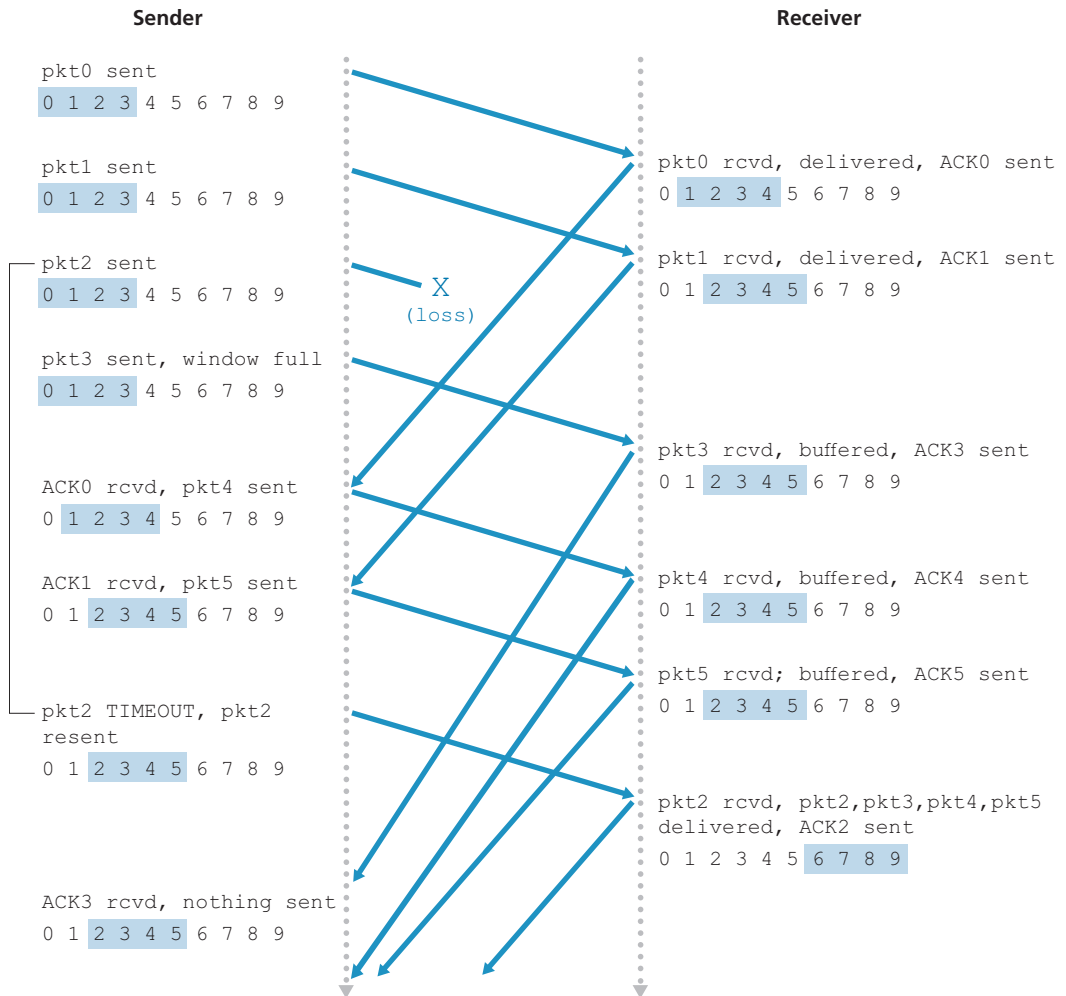 Sender
pkt0 sent
0 1 2 3 4 5 6 7 8 9
pkt1 sent
0 1 2 3 4 5 6 7 8 9
pkt2 sent
0 1 2 3 4 5 6 7 8 9
pkt3 sent, window full
0 1 2 3 4 5 6 7 8 9
ACK0 rcvd, pkt4 sent
0 1 2 3 4 5 6 7 8 9
ACK1 rcvd, pkt5 sent
0 1 2 3 4 5 6 7 8 9
pkt2 TIMEOUT, pkt2
resent
0 1 2 3 4 5 6 7 8 9
ACK3 rcvd, nothing sent
0 1 2 3 4 5 6 7 8 9
X
(loss)
Receiver
pkt0 rcvd, delivered, ACK0 sent
0 1 2 3 4 5 6 7 8 9
pkt1 rcvd, delivered, ACK1 sent
0 1 2 3 4 5 6 7 8 9
pkt3 rcvd, buffered, ACK3 sent
0 1 2 3 4 5 6 7 8 9
pkt4 rcvd, buffered, ACK4 sent
0 1 2 3 4 5 6 7 8 9
pkt5 rcvd; buffered, ACK5 sent
0 1 2 3 4 5 6 7 8 9
pkt2 rcvd, pkt2,pkt3,pkt4,pkt5
delivered, ACK2 sent
0 1 2 3 4 5 6 7 8 9